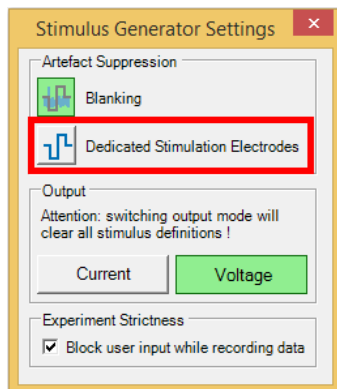 Stimulus Generator Settings
Artefact Suppression
Blanking
Dedicated Stimulation Electrodes
Output
Attention: switching output mode will
clear all stimulus definitions !
Current
Voltage
Experiment Strictness
Block user input while recording data